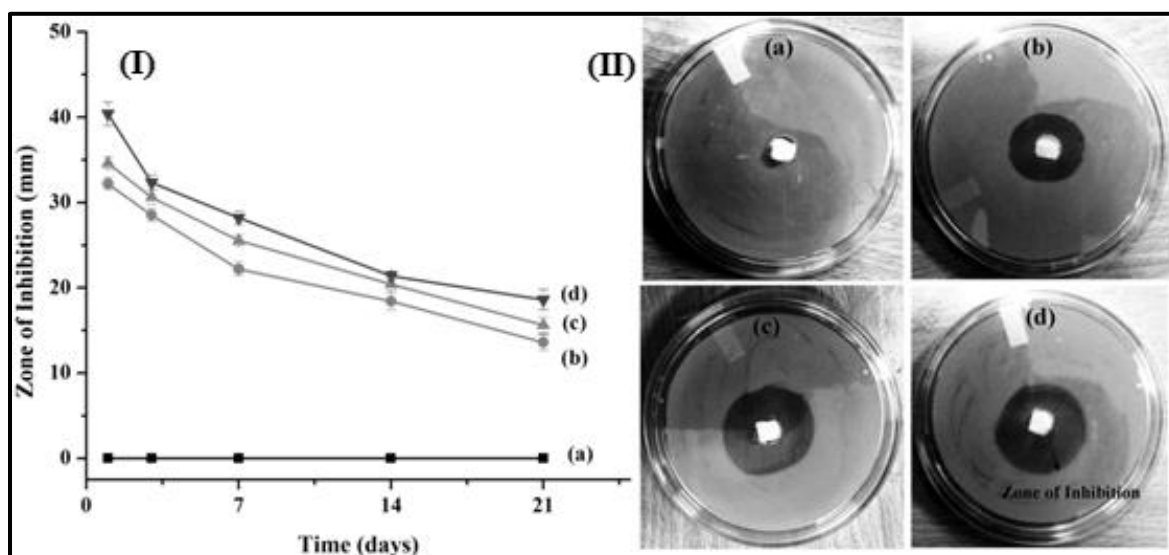 (I)
Zone of Inhibition (mm)
50
40
30
20
10
0
(d)
(c)
(b)
(a)
0 7 14 21
Time (days)
(II)
(a)
(b)
(c)
(d)
Zone of Inhibition